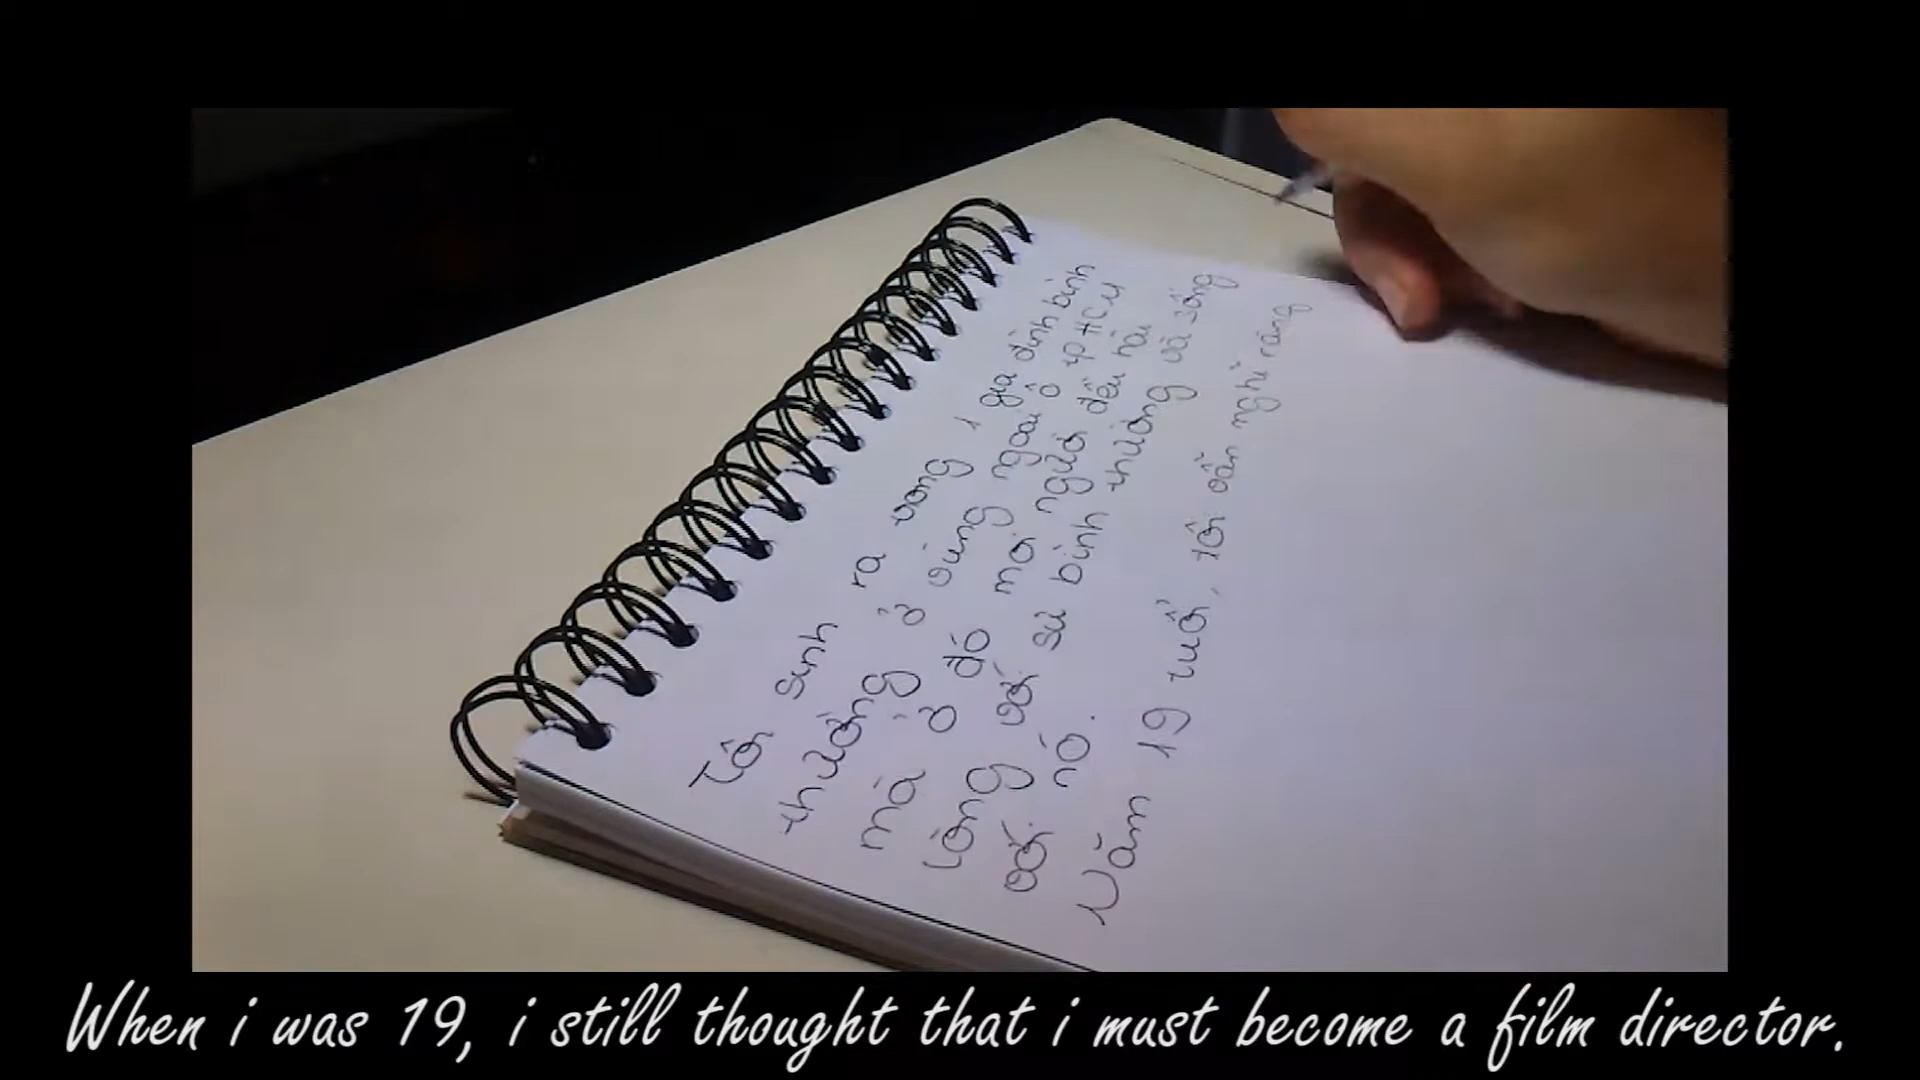 Tôi sinh ra trong 1 gia đình bình
thường ở vùng ngoại ô tp HCM
mà ở đó mọi người đều hài
lòng với sự bình thường và sống
với nó.
Năm 19 tuổi, tôi vẫn nghĩ rằng
When i was 19, i still thought that i must become a film director.